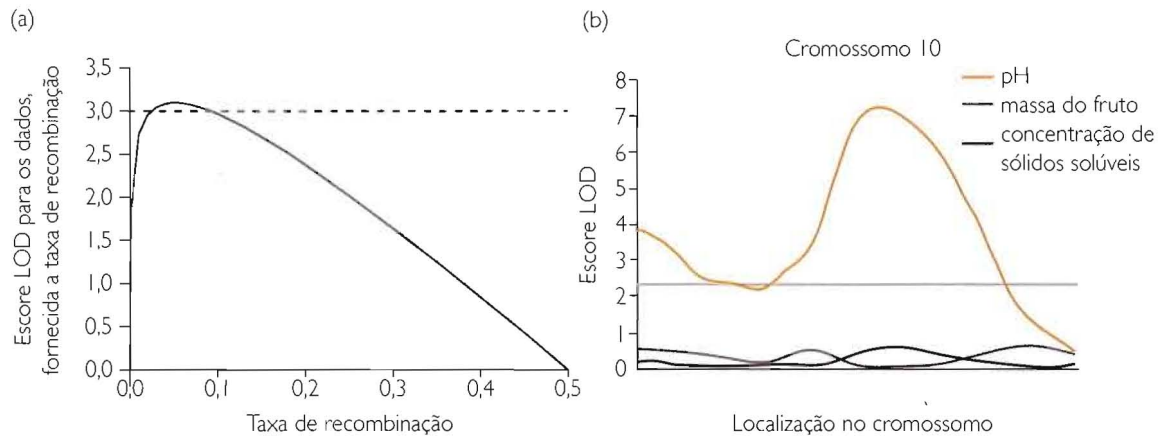 (a)
Escore LOD para os dados,
fornecida a taxa de recombinação
3,5
3,0
2,5
2,0
1,5
1,0
0,5
0,0
0,0 0,1 0,2 0,3 0,4 0,5
Taxa de recombinação
(b)
Cromossomo 10
pH
massa do fruto
concentração de
sólidos solúveis
Escore LOD
8
7
6
5
4
3
2
1
0
Localização no cromossomo